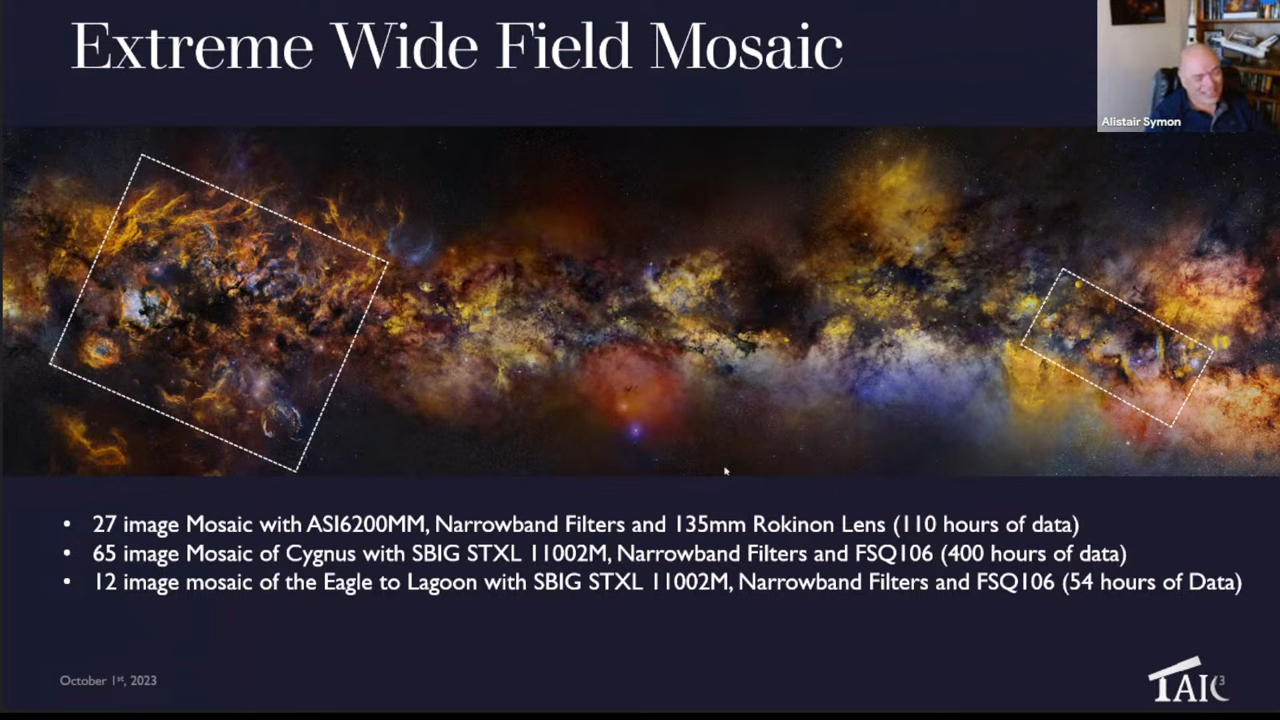 Extreme Wide Field Mosaic
Alistair Symon
• 27 image Mosaic with ASI6200MM, Narrowband Filters and 135mm Rokinon Lens (110 hours of data)
• 65 image Mosaic of Cygnus with SBIG STXL 11002M, Narrowband Filters and FSQ106 (400 hours of data)
• 12 image mosaic of the Eagle to Lagoon with SBIG STXL 11002M, Narrowband Filters and FSQ106 (54 hours of Data)
October 1st, 2023
TAIC
3